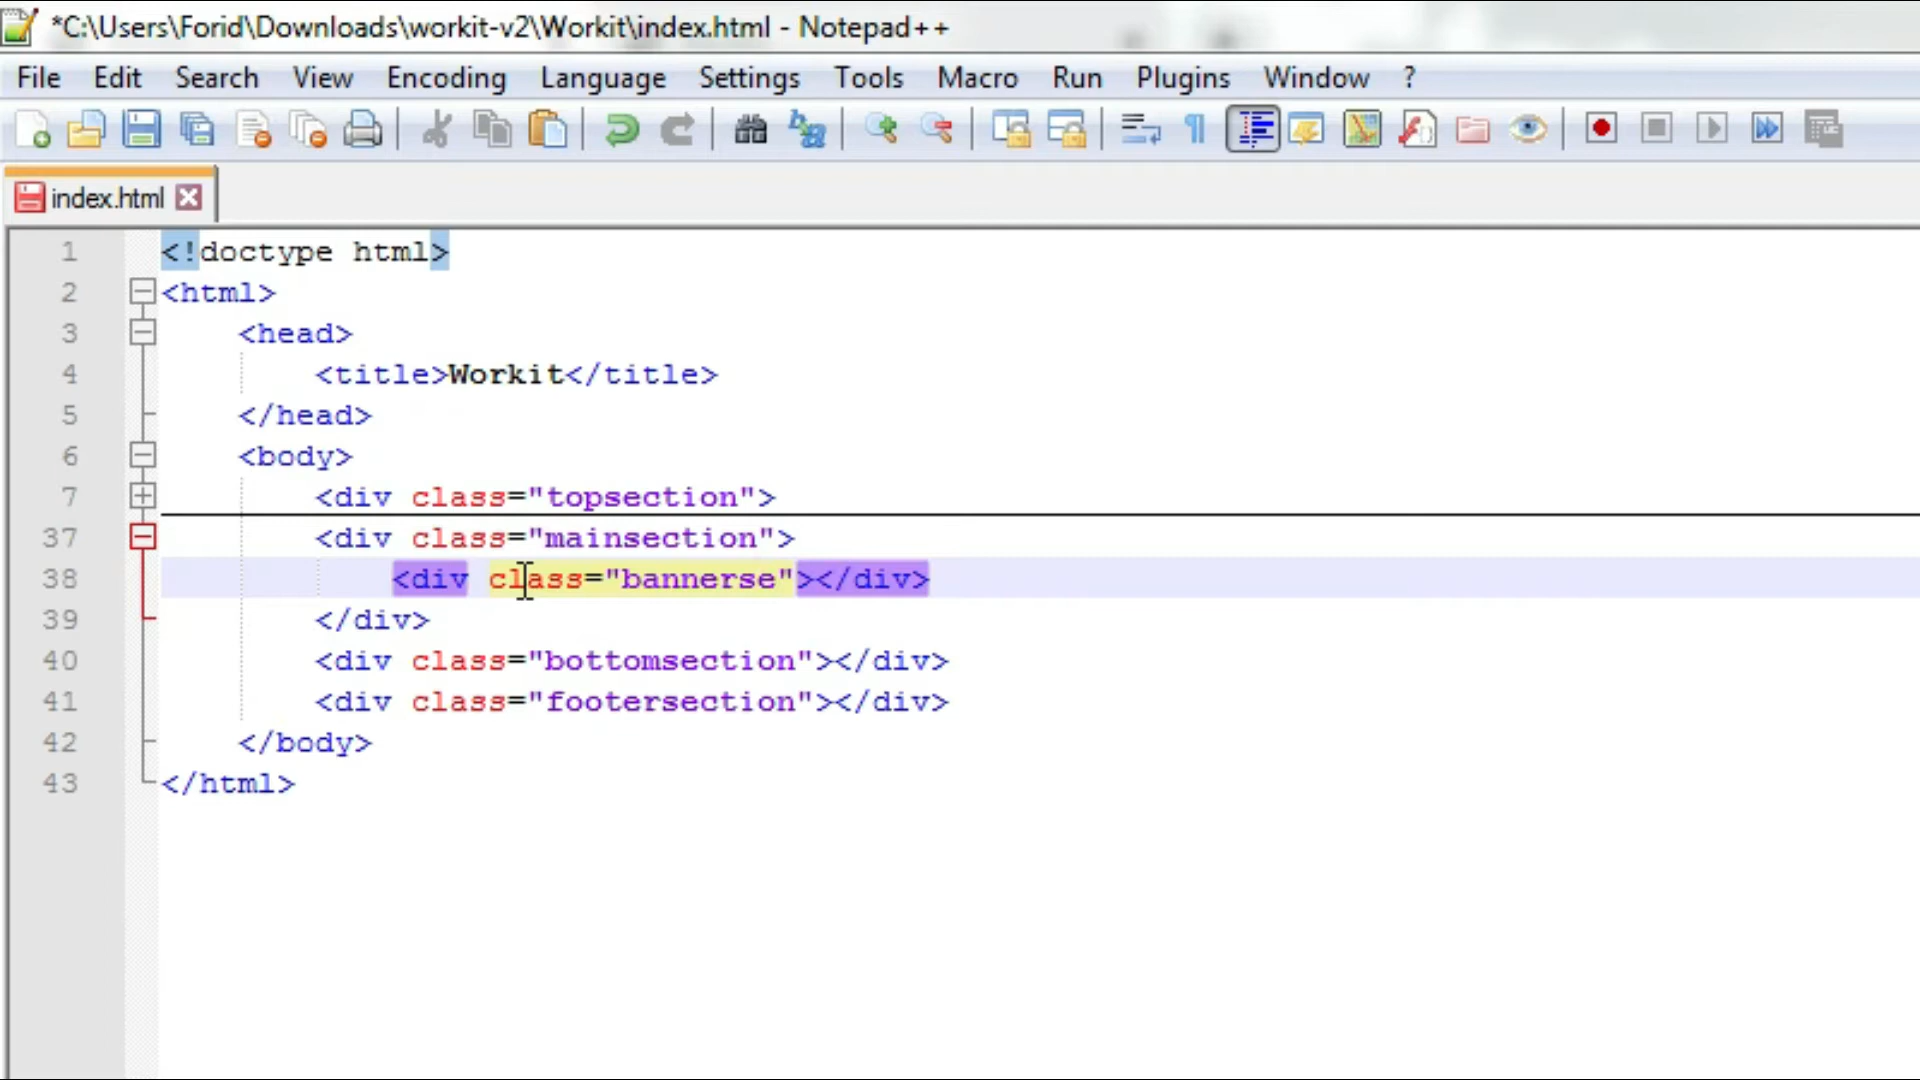 *C:\Users\Forid\Downloads\workit-v2\Workit\index.html - Notepad++
File Edit Search View Encoding Language Settings Tools Macro Run Plugins Window ?
index.html
1 <!doctype html>
2 <html>
3 <head>
4 <title>Workit</title>
5 </head>
6 <body>
7 <div class="topsection">
37 <div class="mainsection">
38 <div class="bannerse"></div>
39 </div>
40 <div class="bottomsection"></div>
41 <div class="footersection"></div>
42 </body>
43 </html>